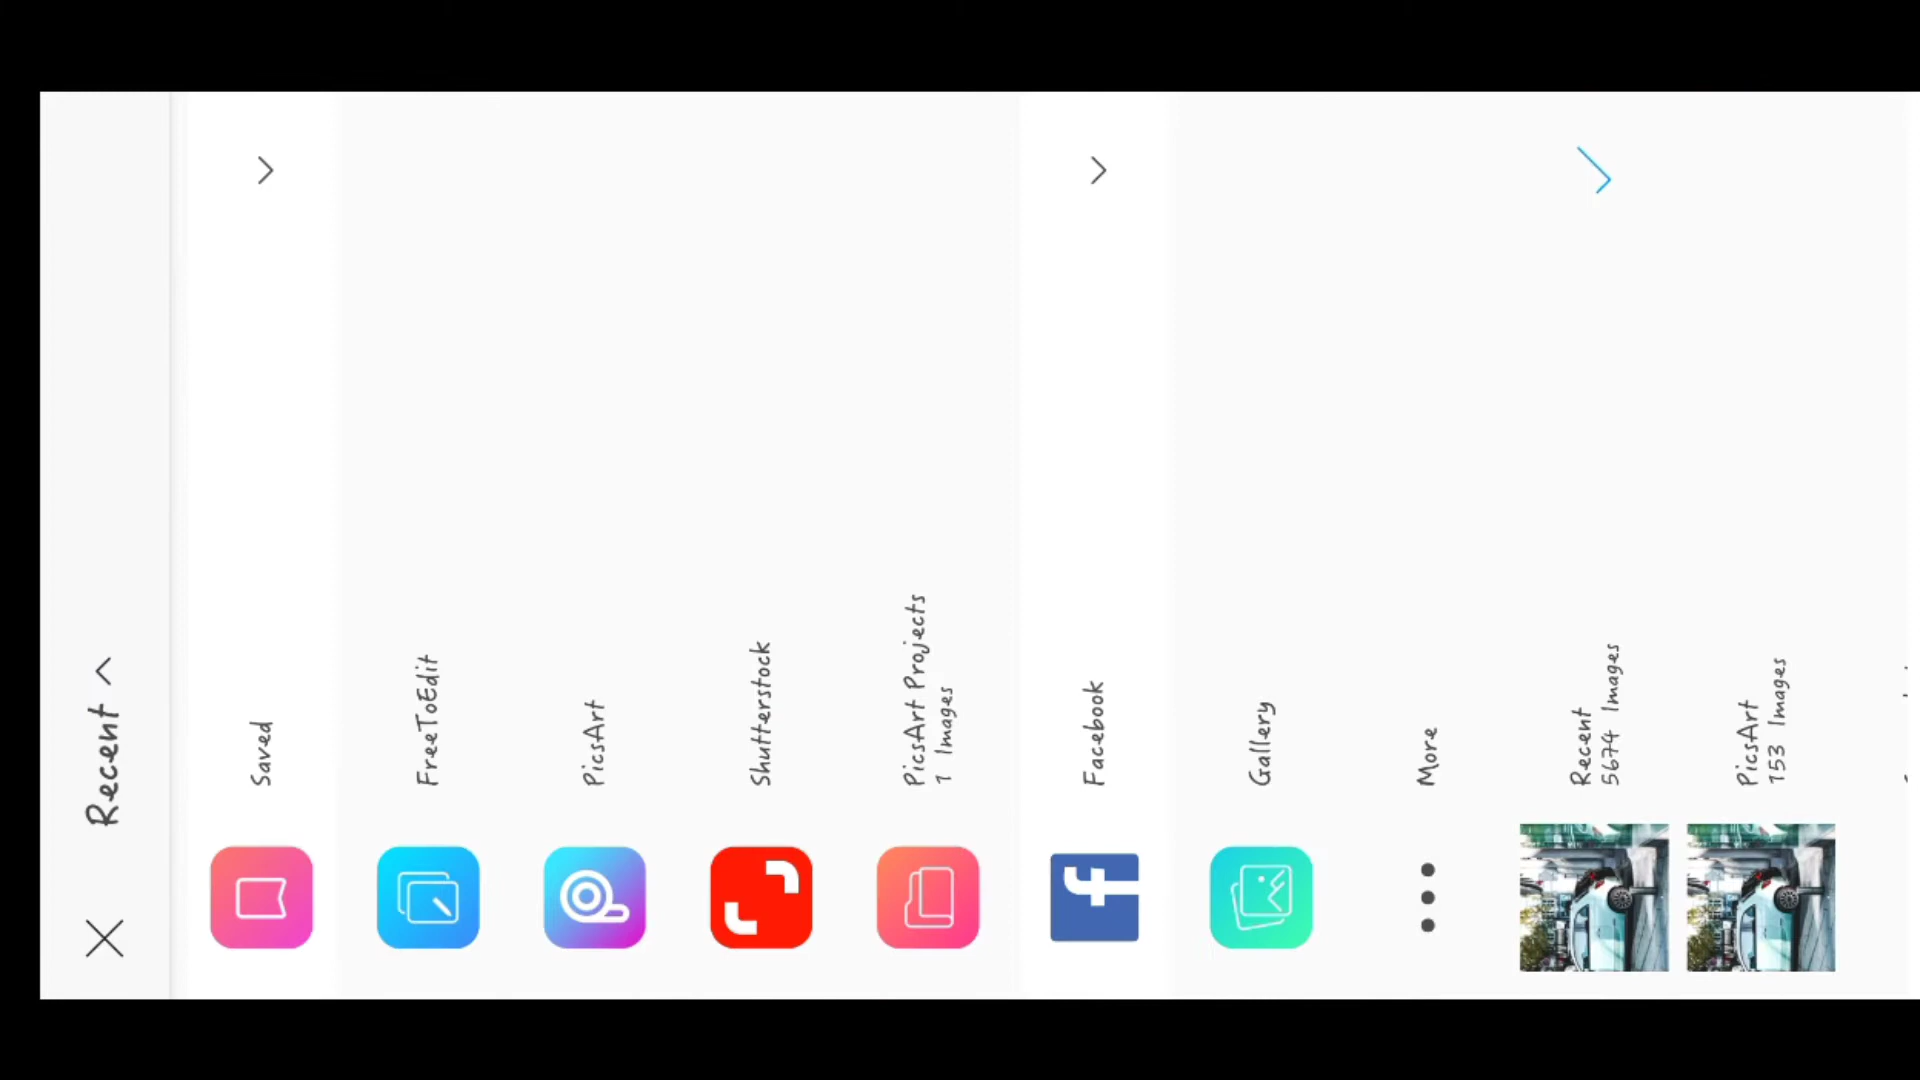 Recent
Saved
FreeToEdit
PicsArt
Shutterstock
PicsArt Projects
1 Images
Facebook
Gallery
More
Recent
5674 Images
PicsArt
153 Images